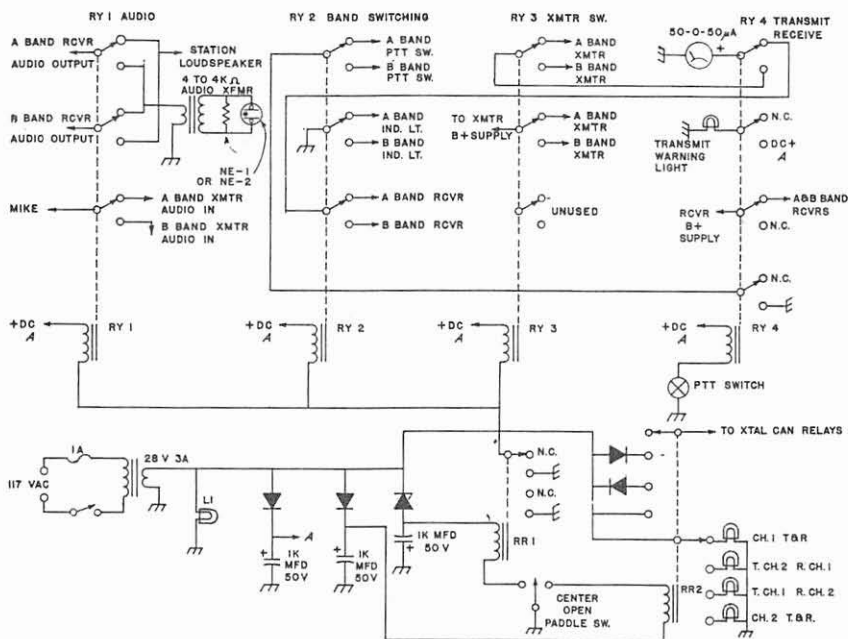 RY 1 AUDIO
RY 2 BAND SWITCHING
RY 3 XMTR SW.
50-0-50 μA
RY 4 TRANSMIT
RECEIVE
A BAND RCVR
AUDIO OUTPUT
STATION
LOUDSPEAKER
4 TO 4K Ω
AUDIO XFMR
B BAND RCVR
AUDIO OUTPUT
NE-1
OR NE-2
MIKE
A BAND XMTR
AUDIO IN
B BAND XMTR
AUDIO IN
A BAND
PTT SW.
B BAND
PTT SW.
A BAND
IND. LT.
B BAND
IND. LT.
A BAND RCVR
B BAND RCVR
A BAND
XMTR
B BAND
XMTR
TO XMTR
B+SUPPLY
A BAND
XMTR
B BAND
XMTR
UNUSED
+
N.C.
TRANSMIT
WARNING
LIGHT
DC+
A
RCVR
B+
SUPPLY
A&B BAND
RCVRS
N.C.
N.C.
+DC
A
RY 1
+DC
A
RY 2
+DC
A
RY 3
+DC
A
RY 4
PTT SWITCH
TO XTAL CAN RELAYS
1A
117 VAC
28 V 3A
L1
A
+
1K
MFD
50V
+
1K
MFD
50V
1K MFD
50V
+
N.C.
N.C.
RR1
CENTER
OPEN
PADDLE SW.
RR2
CH.1 T&R
T. CH.2 R. CH.1
T. CH.1 R. CH.2
CH.2 T.&R.